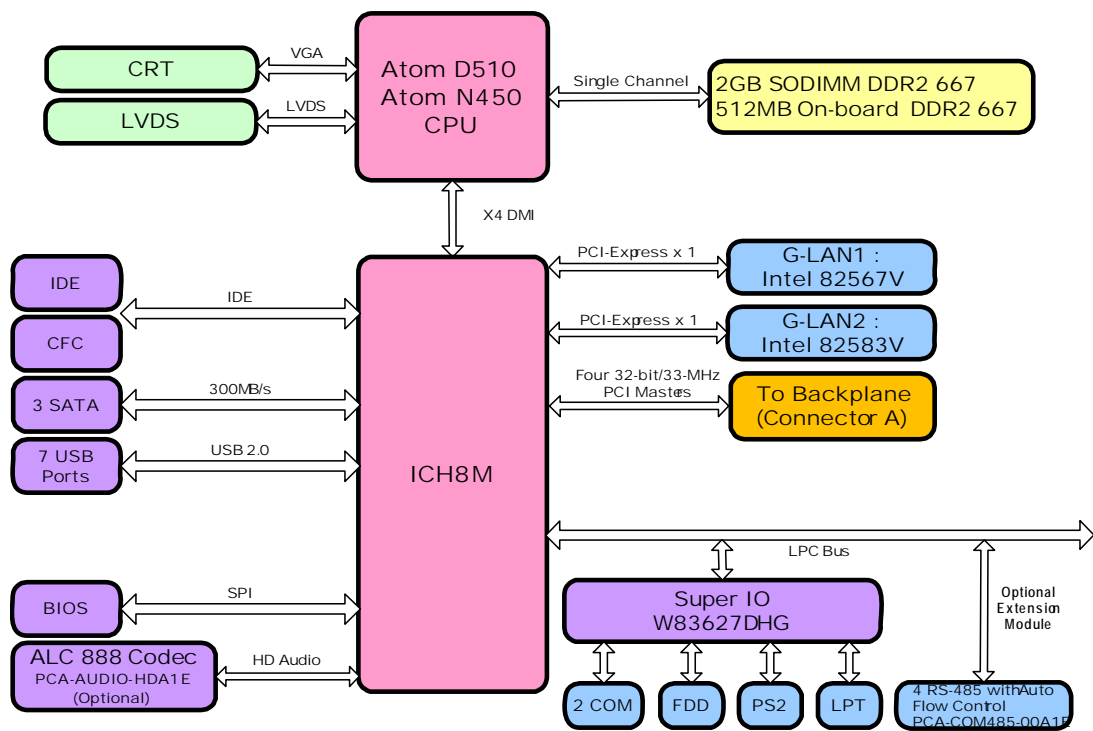 VGA
CRT
Atom D510
Atom N450
CPU
Single Channel
2GB SODIMM DDR2 667
512MB On-board DDR2 667
LVDS
LVDS
X4 DMI
PCI-Express x 1
G-LAN1 :
Intel 82567V
IDE
IDE
CFC
PCI-Express x 1
G-LAN2 :
Intel 82583V
Four 32-bit/33-MHz
PCI Masters
To Backplane
(Connector A)
3 SATA
300MB/s
7 USB
Ports
USB 2.0
ICH8M
LPC Bus
BIOS
SPI
Super IO
W83627DHG
Optional
Extension
Module
ALC 888 Codec
PCA-AUDIO-HDA1E
(Optional)
HD Audio
2 COM
FDD
PS2
LPT
4 RS-485 with Auto
Flow Control
PCA-COM485-00A1E